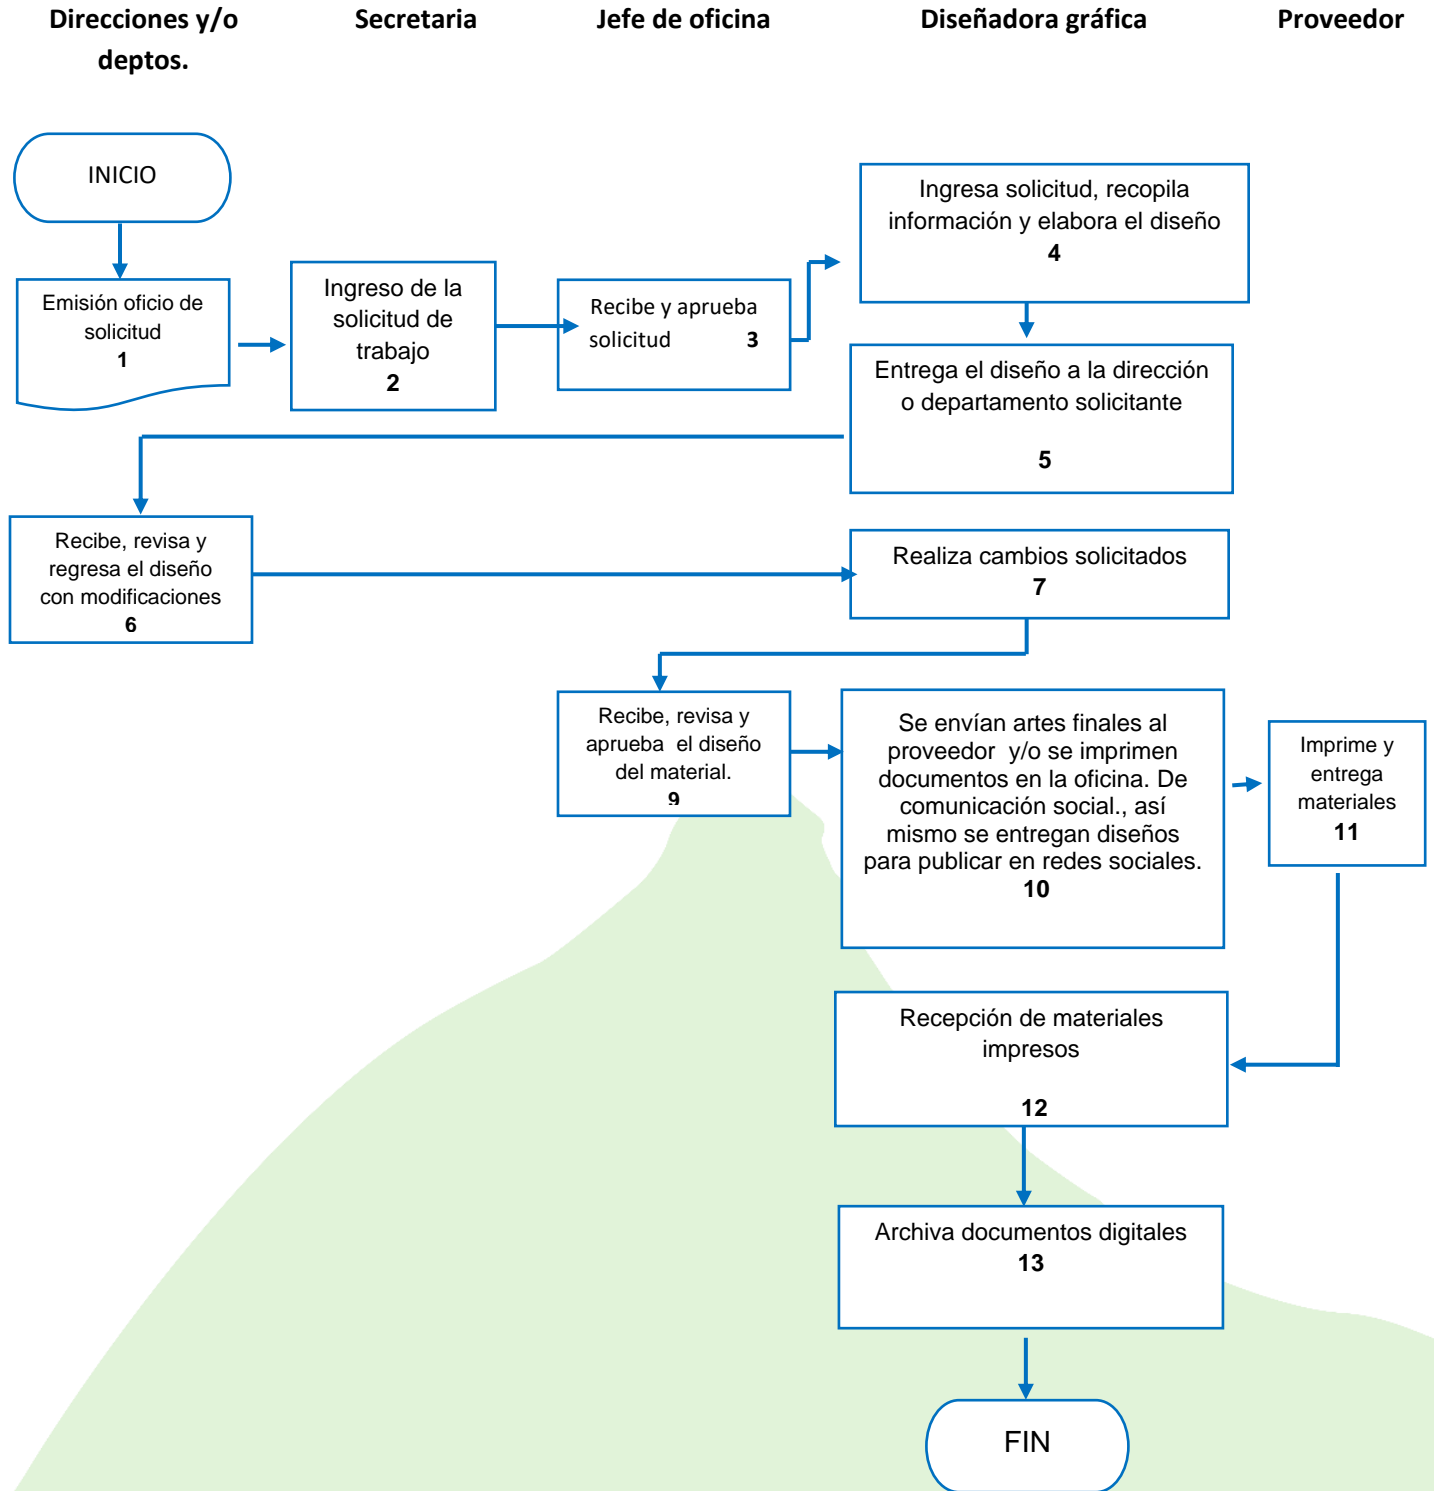 Direcciones y/o
deptos.
Secretaria
Jefe de oficina
Diseñadora gráfica
Proveedor
INICIO
Emisión oficio de
solicitud
1
Ingreso de la
solicitud de
trabajo
2
Recibe y aprueba
solicitud 3
Ingresa solicitud, recopila
información y elabora el diseño
4
Entrega el diseño a la dirección
o departamento solicitante
5
Recibe, revisa y
regresa el diseño
con modificaciones
6
Realiza cambios solicitados
7
Recibe, revisa y
aprueba el diseño
del material.
9
Se envían artes finales al
proveedor y/o se imprimen
documentos en la oficina. De
comunicación social., así
mismo se entregan diseños
para publicar en redes sociales.
10
Imprime y
entrega
materiales
11
Recepción de materiales
impresos
12
Archiva documentos digitales
13
FIN